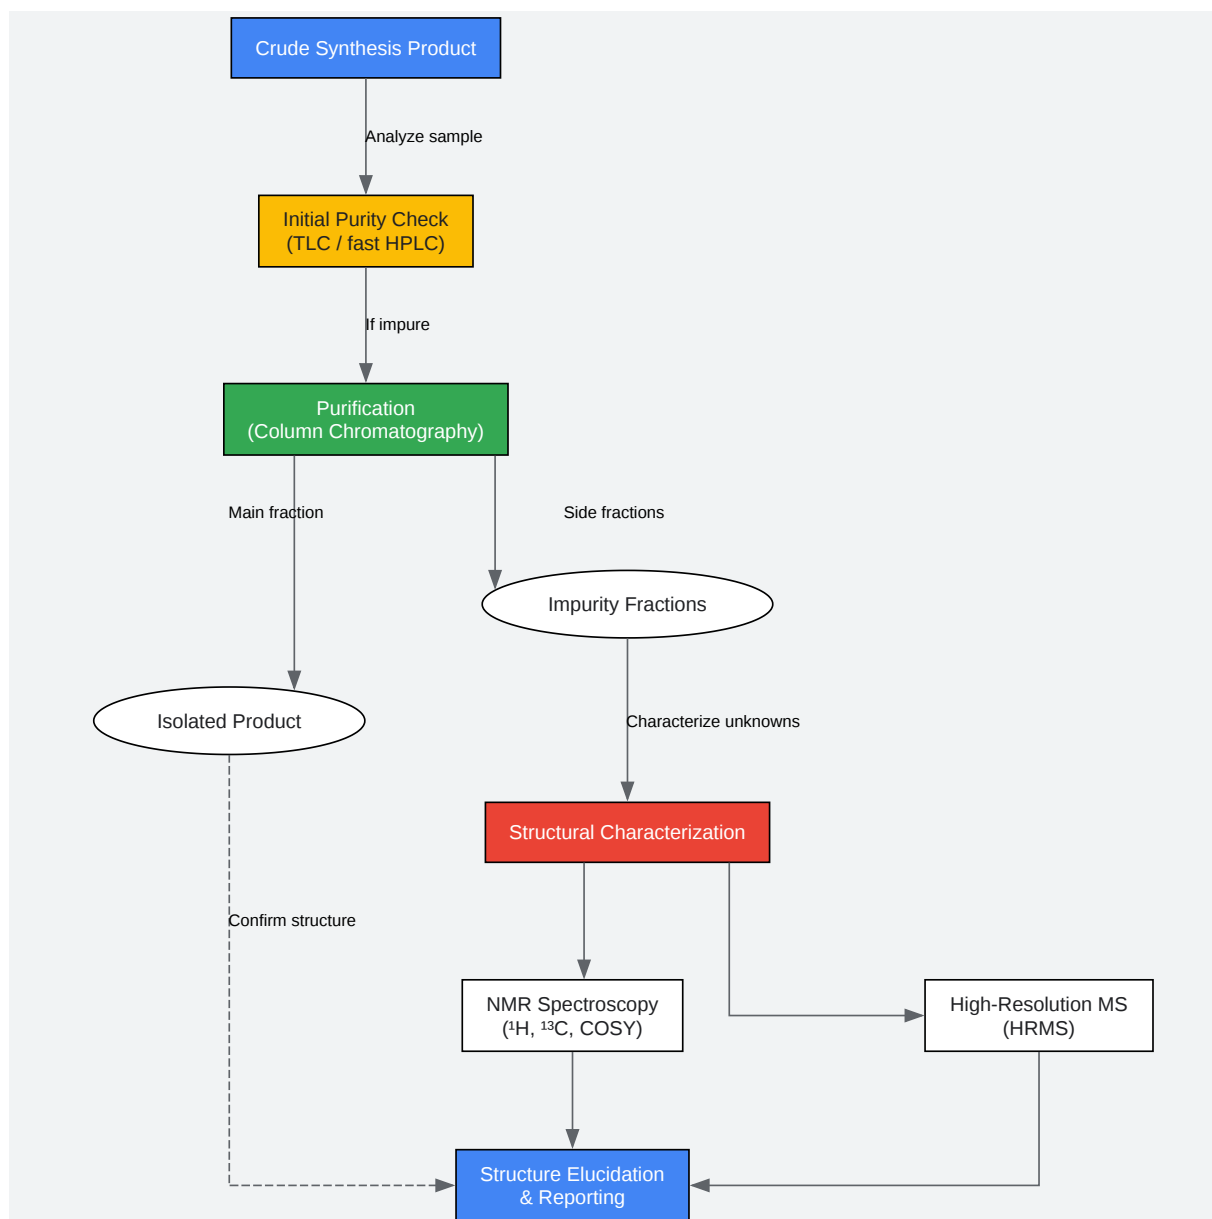 Crude Synthesis Product
Analyze sample
Initial Purity Check
(TLC / fast HPLC)
If impure
Purification
(Column Chromatography)
Main fraction
Side fractions
Impurity Fractions
Isolated Product
Characterize unknowns
Structural Characterization
Confirm structure
NMR Spectroscopy
(¹H, ¹³C, COSY)
High-Resolution MS
(HRMS)
Structure Elucidation
& Reporting